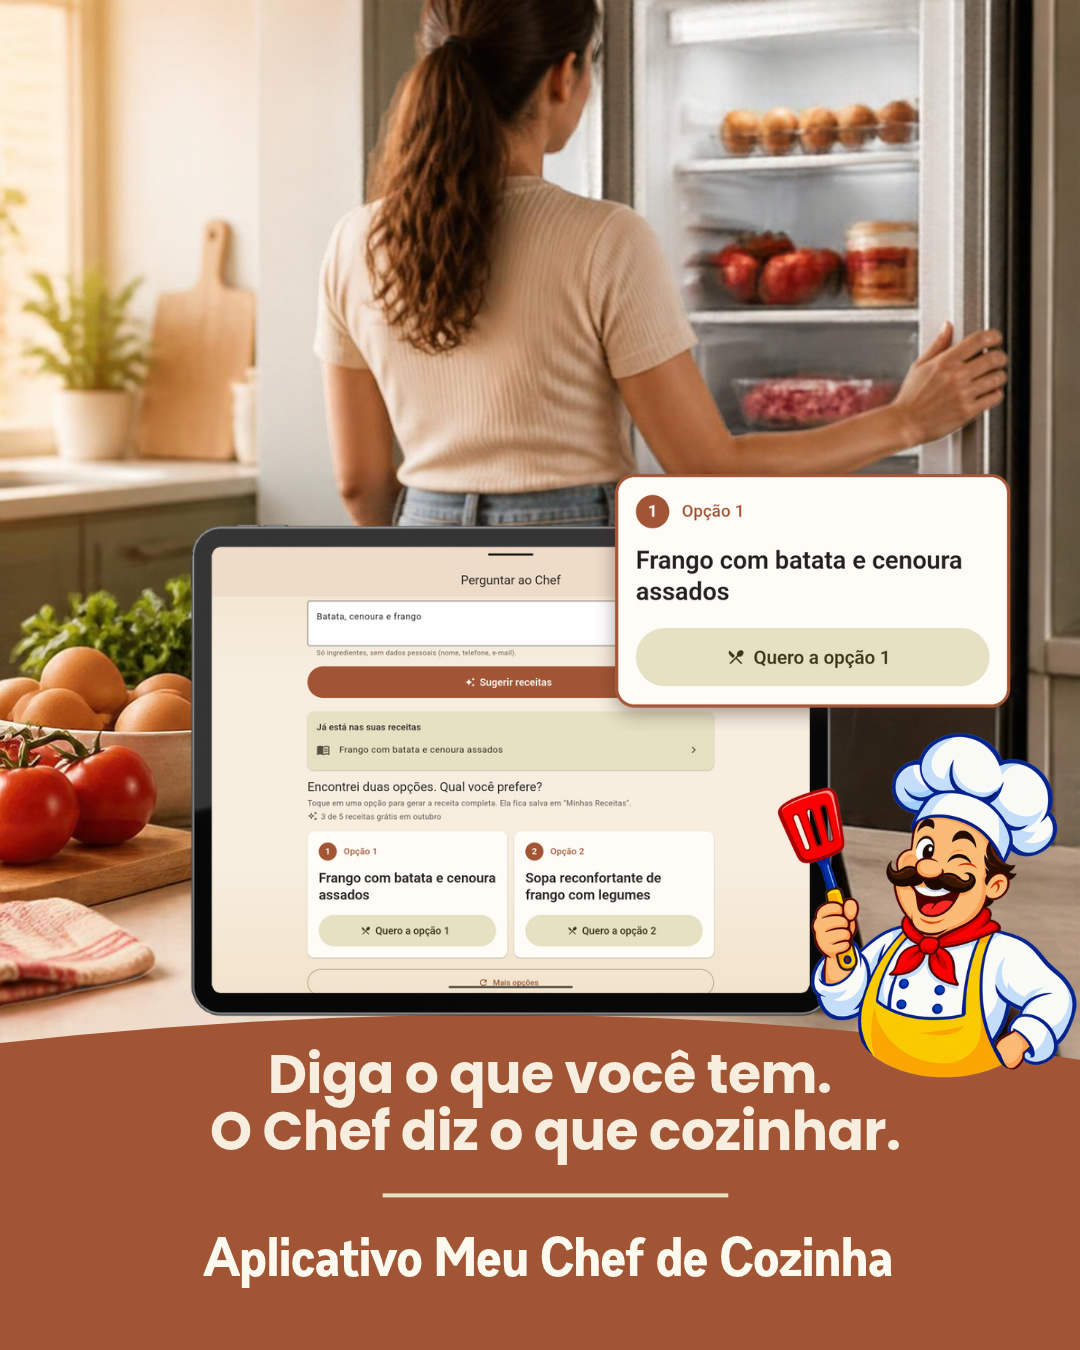 Perguntar ao Chef
Batata, cenoura e frango
Só ingredientes, sem dados pessoais (nome, telefone, e-mail).
Sugerir receitas
Já está nas suas receitas
Frango com batata e cenoura assados
Encontrei duas opções. Qual você prefere?
Toque em uma opção para gerar a receita completa. Ela fica salva em "Minhas Receitas".
3 de 5 receitas grátis em outubro
1 Opção 1
Frango com batata e cenoura
assados
Quero a opção 1
2 Opção 2
Sopa reconfortante de
frango com legumes
Quero a opção 2
Mais opções
1 Opção 1
Frango com batata e cenoura
assados
Quero a opção 1
Diga o que você tem.
O Chef diz o que cozinhar.
Aplicativo Meu Chef de Cozinha